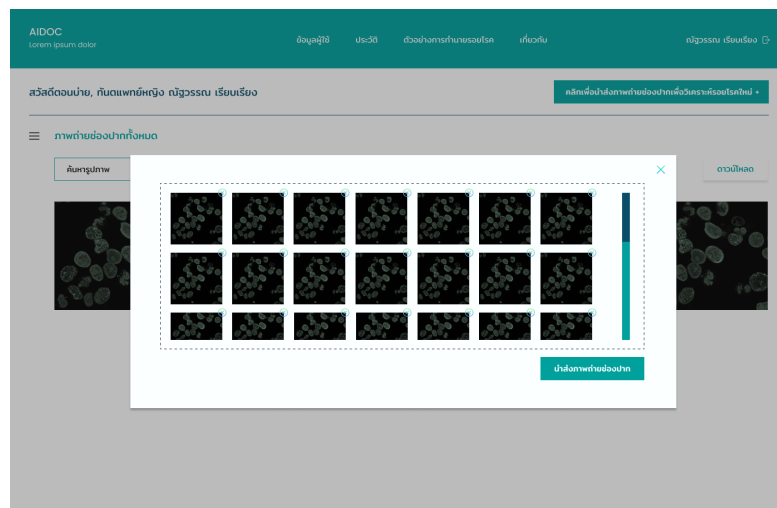 AIDOC
Lorem ipsum dolor
ข้อมูลผู้ใช้ ประวัติ ตัวอย่างการทำนายรอยโรค เกี่ยวกับ ณัฐวรรณ เรียบเรียง
สวัสดีตอนบ่าย, ทันตแพทย์หญิง ณัฐวรรณ เรียบเรียง
คลิกเพื่อนำส่งภาพถ่ายช่องปากเพื่อวิเคราะห์รอยโรคใหม่ +
ภาพถ่ายช่องปากทั้งหมด
ค้นหารูปภาพ ดาวน์โหลด
นำส่งภาพถ่ายช่องปาก